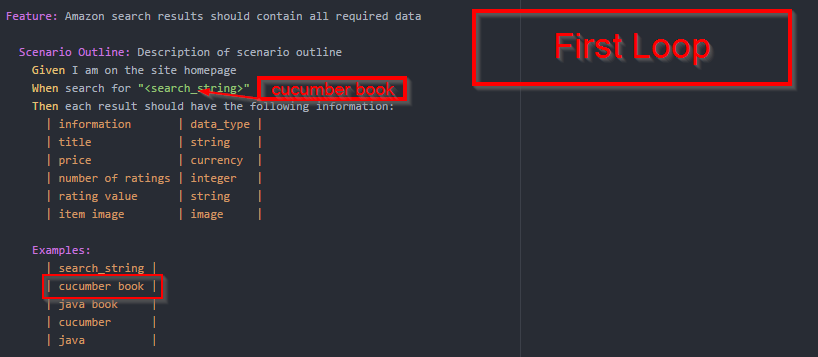 Feature: Amazon search results should contain all required data
First Loop
Scenario Outline: Description of scenario outline
Given I am on the site homepage
When search for "<search_string>"
cucumber book
Then each result should have the following information:
| information | data_type |
| title | string |
| price | currency |
| number of ratings | integer |
| rating value | string |
| item image | image |
Examples:
| search_string |
| cucumber book |
| java book |
| cucumber |
| java |